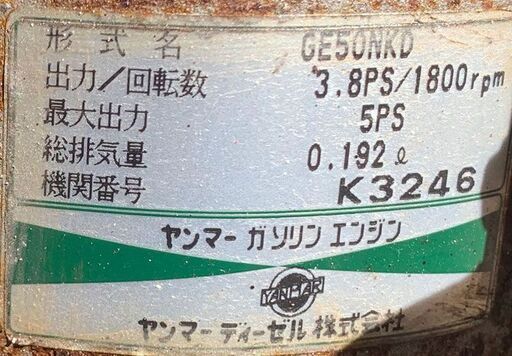 形式名 GE50NKD
出力/回転数 3.8PS/1800rpm
最大出力 5PS
総排気量 0.192ℓ
機関番号 K3246
ヤンマーガソリンエンジン
YANMAR
ヤンマーディーゼル株式会社